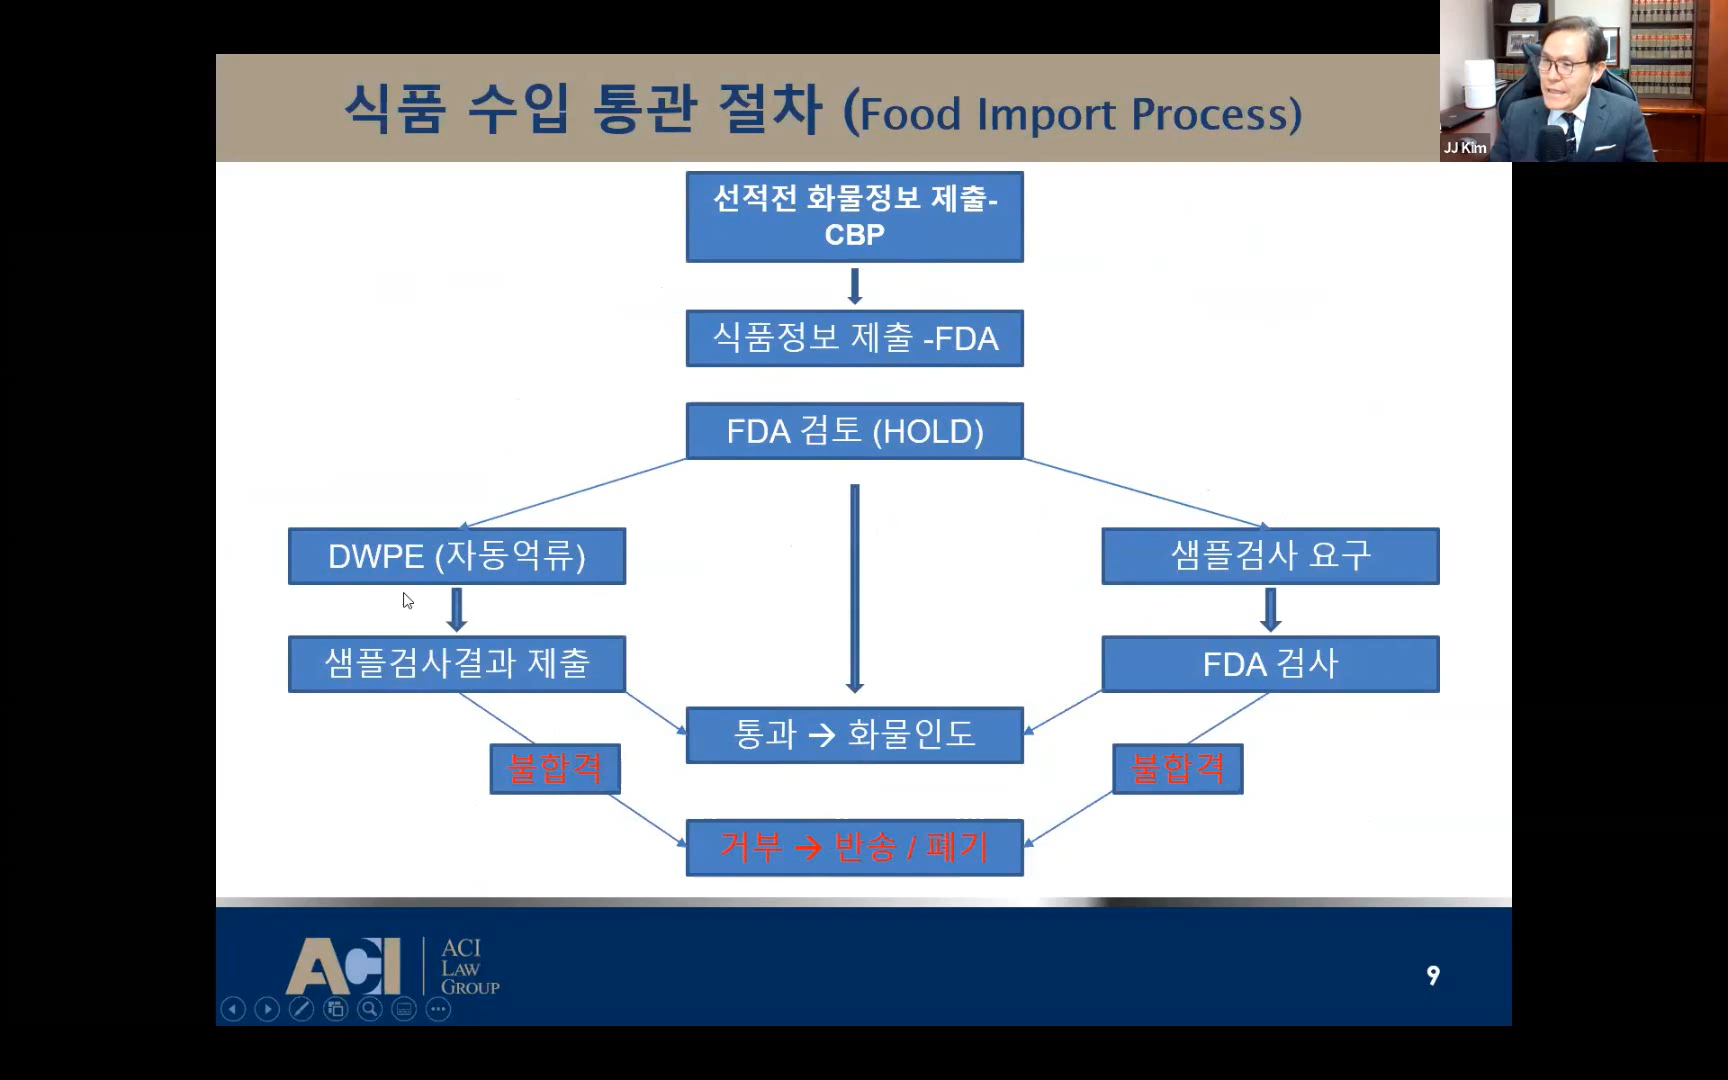 식품 수입 통관 절차 (Food Import Process)
JJ Kim
선적전 화물정보 제출-
CBP
식품정보 제출 -FDA
FDA 검토 (HOLD)
DWPE (자동억류)
샘플검사 요구
샘플검사결과 제출
FDA 검사
통과 → 화물인도
불합격
불합격
거부 → 반송 / 폐기
ACI
ACI
LAW
GROUP
9